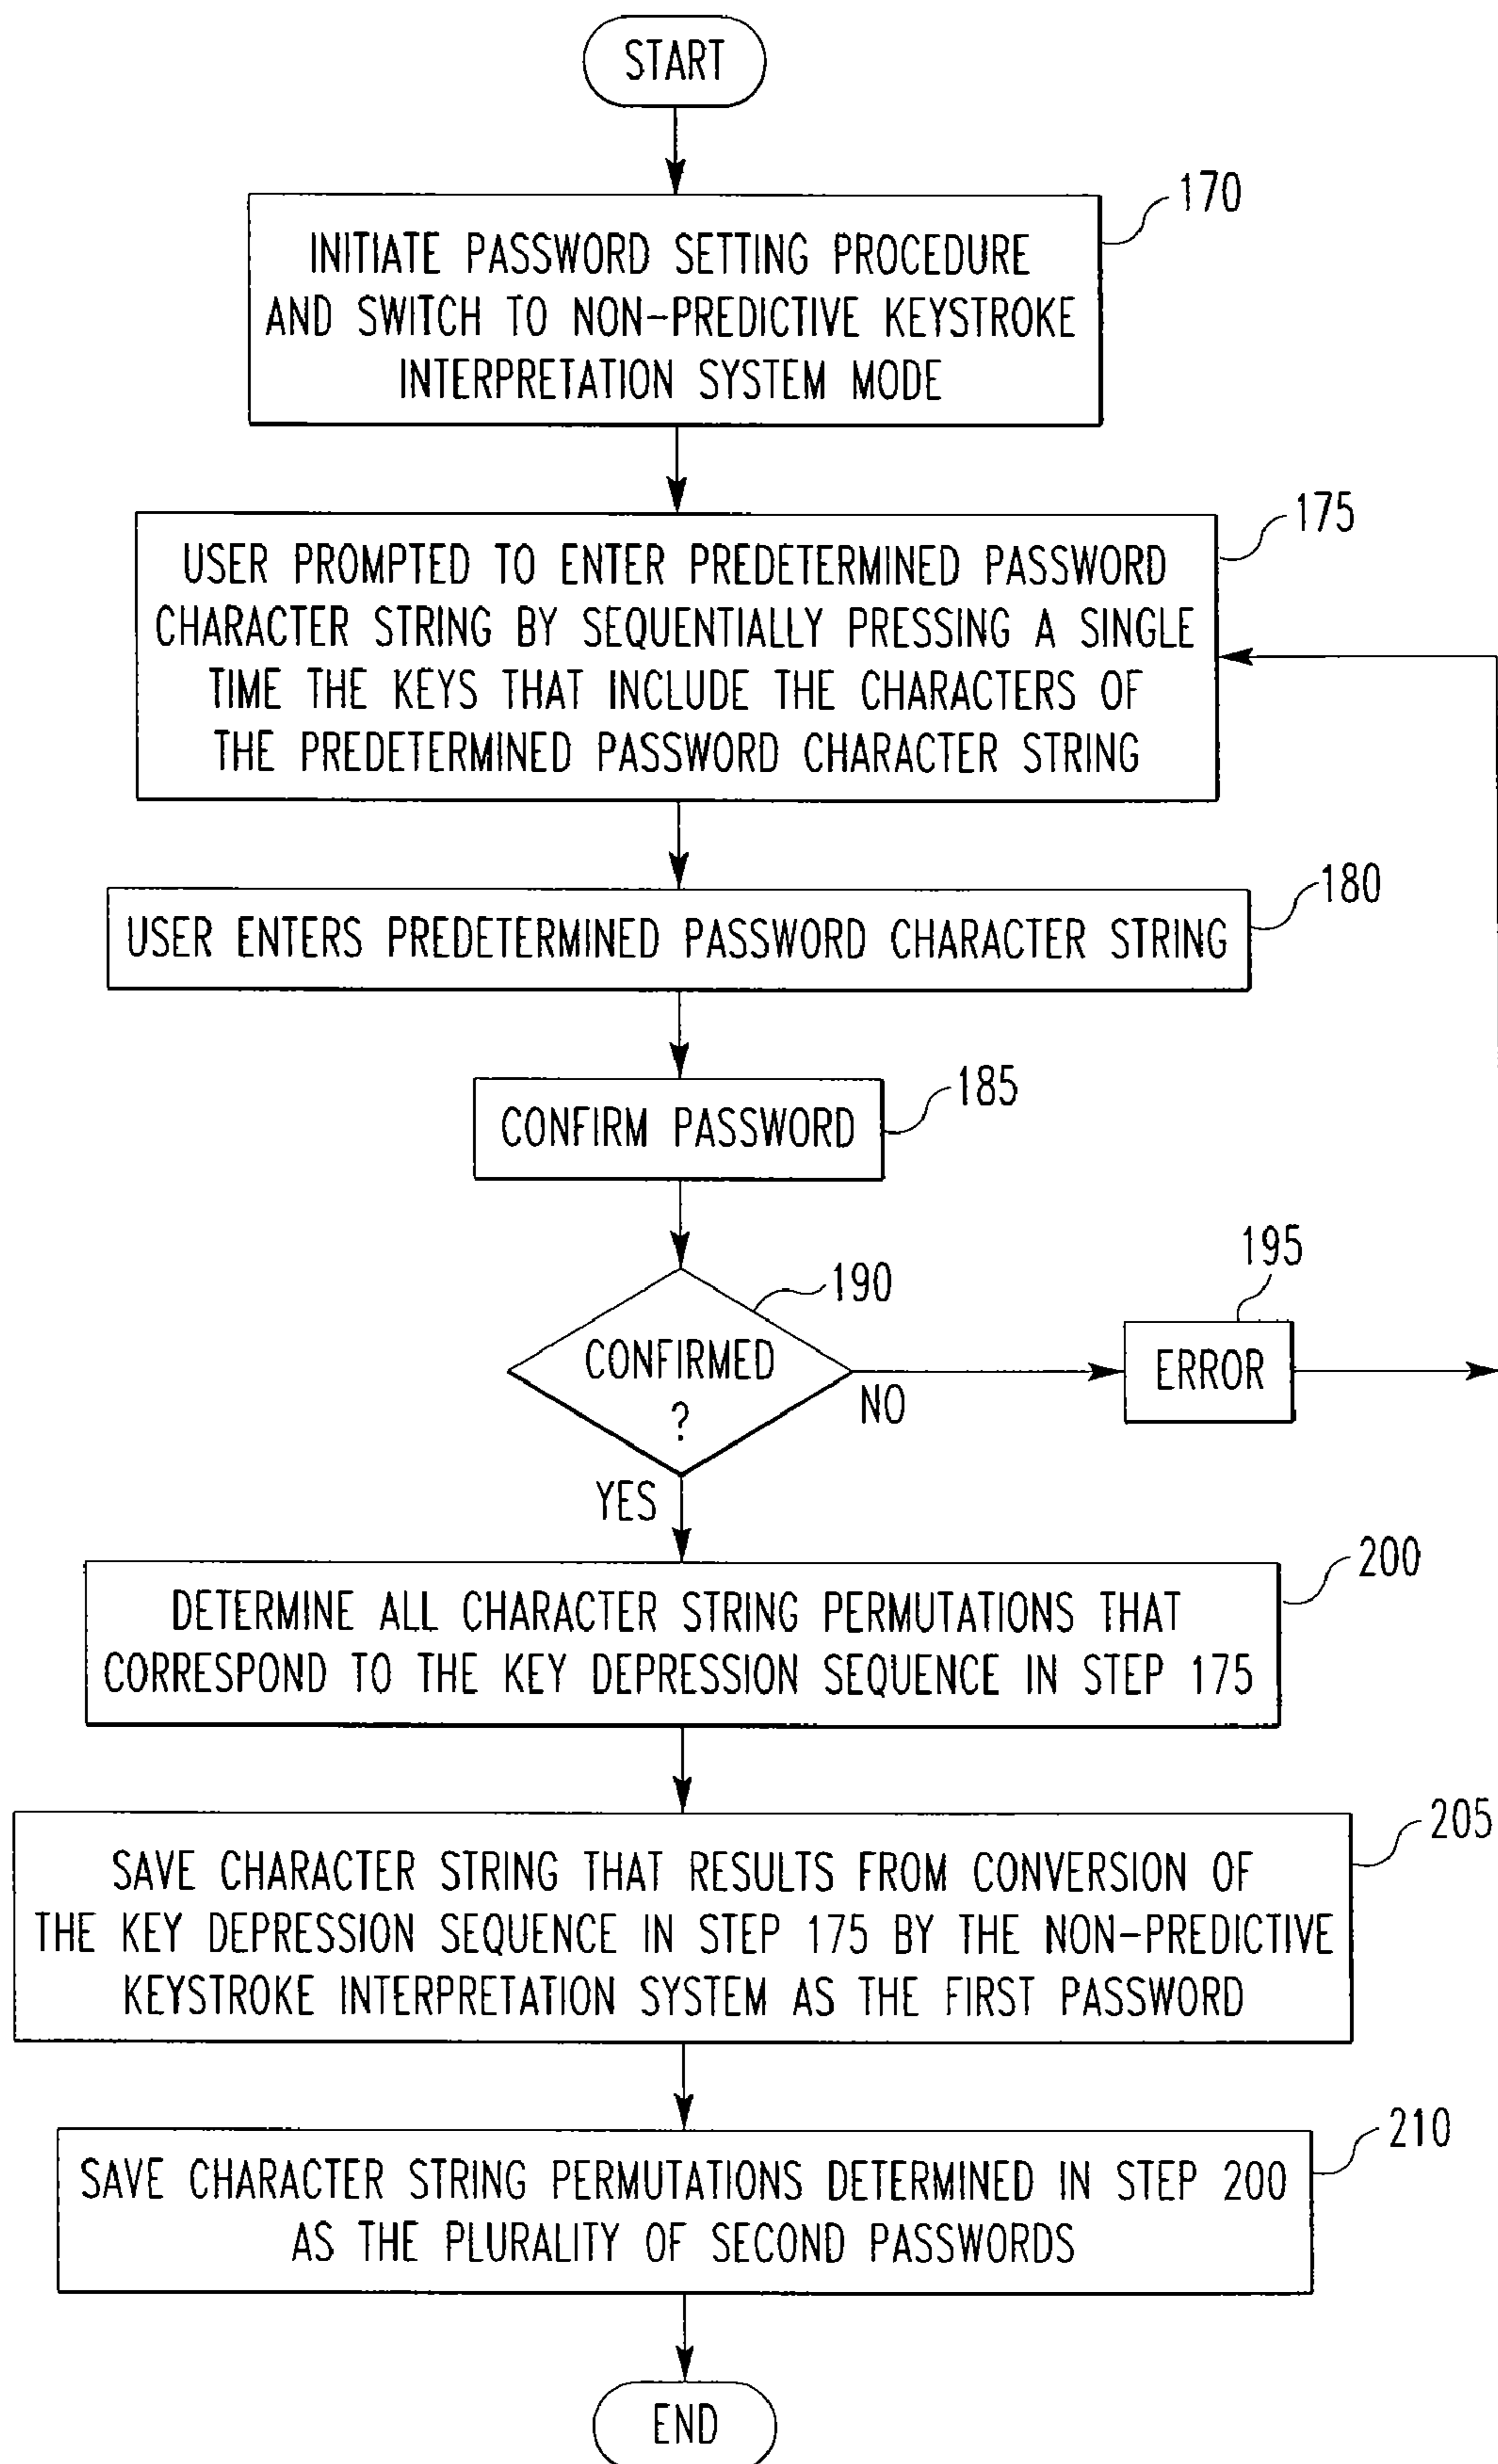 START
170
INITIATE PASSWORD SETTING PROCEDURE
AND SWITCH TO NON-PREDICTIVE KEYSTROKE
INTERPRETATION SYSTEM MODE
175
USER PROMPTED TO ENTER PREDETERMINED PASSWORD
CHARACTER STRING BY SEQUENTIALLY PRESSING A SINGLE
TIME THE KEYS THAT INCLUDE THE CHARACTERS OF
THE PREDETERMINED PASSWORD CHARACTER STRING
180
USER ENTERS PREDETERMINED PASSWORD CHARACTER STRING
185
CONFIRM PASSWORD
190
195
CONFIRMED
?
NO
ERROR
YES
200
DETERMINE ALL CHARACTER STRING PERMUTATIONS THAT
CORRESPOND TO THE KEY DEPRESSION SEQUENCE IN STEP 175
205
SAVE CHARACTER STRING THAT RESULTS FROM CONVERSION OF
THE KEY DEPRESSION SEQUENCE IN STEP 175 BY THE NON-PREDICTIVE
KEYSTROKE INTERPRETATION SYSTEM AS THE FIRST PASSWORD
210
SAVE CHARACTER STRING PERMUTATIONS DETERMINED IN STEP 200
AS THE PLURALITY OF SECOND PASSWORDS
END